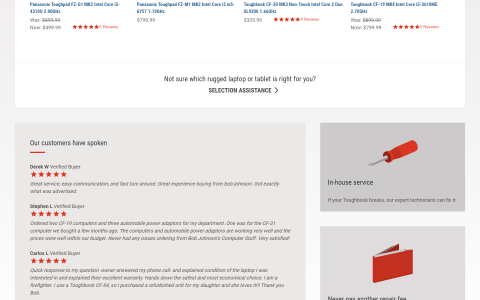 Panasonic Toughpad FZ-G1 MK3 Intel Core i5- Panasonic Toughpad FZ-M1 MK2 Intel Core i5 m5- Toughbook CF-30 MK3 Non-Touch Intel Core 2 Duo Toughbook CF-19 MK8 Intel Core i5-3610ME
4310U 2.00GHz 6Y57 1.10GHz SL9300 1.60GHz 2.70GHz
Was: $899.99 $799.99 $329.99 5 Reviews Was: $899.99
Now: $499.99 6 Reviews Now: $799.99 6 Reviews
Not sure which rugged laptop or tablet is right for you?
SELECTION ASSISTANCE
Our customers have spoken
Derek W Verified Buyer
Great service, easy communication, and fast turn around. Great experience buying from bob johnson. Got exactly
what was advertised.
Stephen L Verified Buyer
Ordered two CF-19 computers and three automobile power adaptors for my department. One was for the CF-31
computer we bought a few months ago. The computers and automobile power adaptors are working very well and the
prices were well within our budget. Never had any issues ordering from Bob Johnson's Computer Stuff. Very satisfied!
Carlos L Verified Buyer
Quick response to my question -owner answered my phone call- and explained condition of the laptop I was
interested in and explained their excellent warranty. Hands down the safest and most economical choice. I am a
firefighter. I use a Toughbook CF-54, so I purchased a refurbished unit for my daughter and she loves it!!! Thank you
Bob.
In-house service
If your Toughbook breaks, our expert technicians can fix it.
Never pay another repair fee